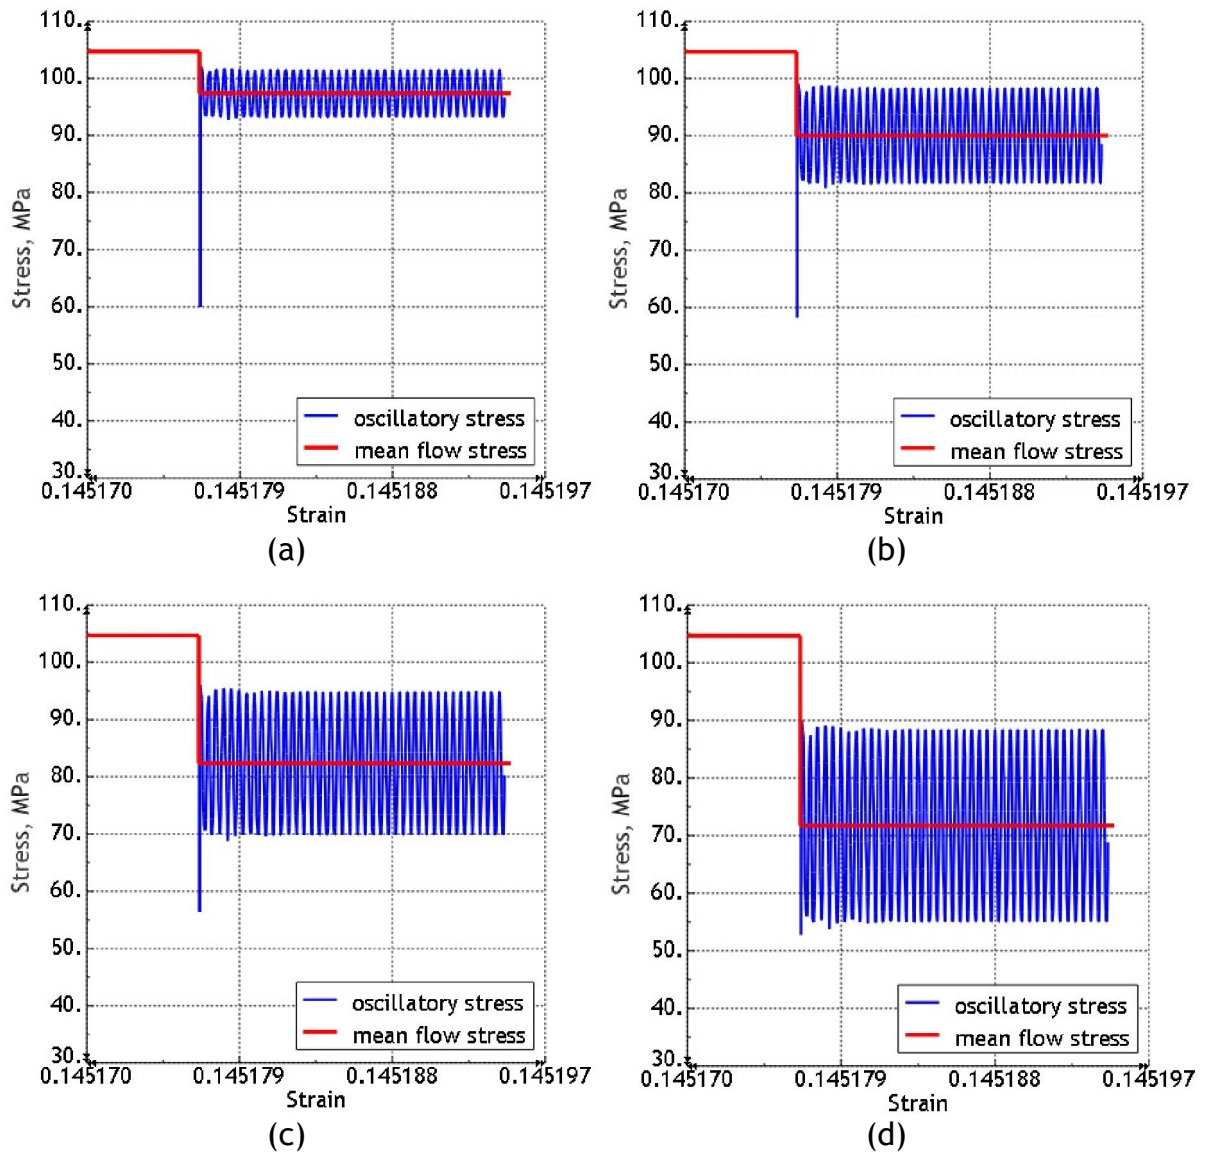 110.
100.
90.
80.
70.
60.
50.
40.
30.
Stress, MPa
oscillatory stress
mean flow stress
0.145170 0.145179 0.145188 0.145197
Strain
(a)
110.
100.
90.
80.
70.
60.
50.
40.
30.
Stress, MPa
oscillatory stress
mean flow stress
0.145170 0.145179 0.145188 0.145197
Strain
(b)
110.
100.
90.
80.
70.
60.
50.
40.
30.
Stress, MPa
oscillatory stress
mean flow stress
0.145170 0.145179 0.145188 0.145197
Strain
(c)
110.
100.
90.
80.
70.
60.
50.
40.
30.
Stress, MPa
oscillatory stress
mean flow stress
0.145170 0.145179 0.145188 0.145197
Strain
(d)